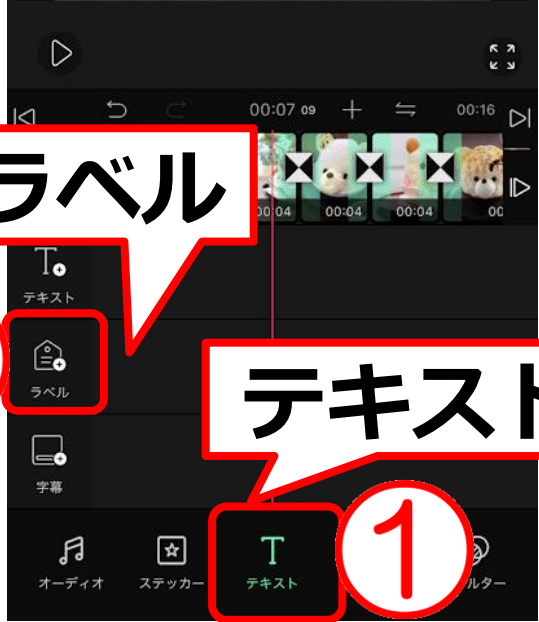 00:07 09
00:16
ラベル
00:04
00:04
00:04
00
テキスト
ラベル
テキスト
字幕
オーディオ
ステッカー
テキスト
1
ルター